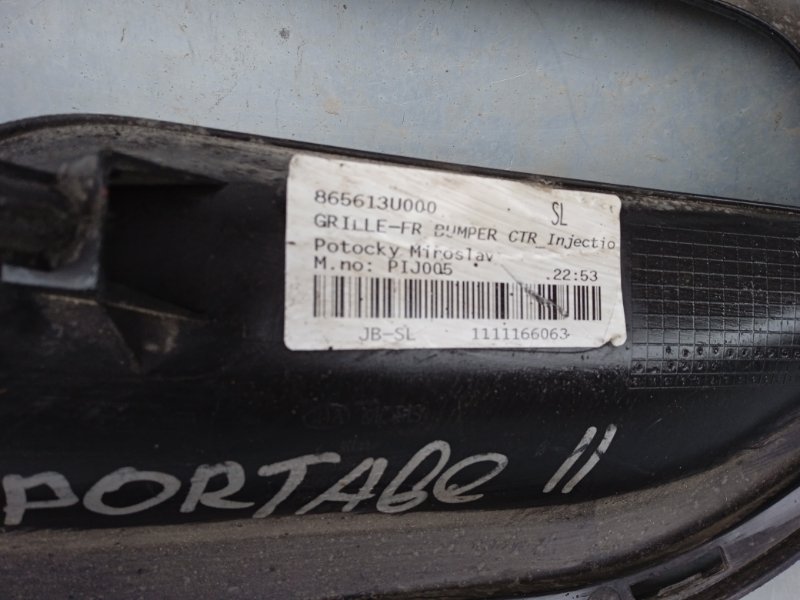 865613U000 SL
GRILLE-FR BUMPER CTR_Injectio
Potocky Miroslav
M.no: PIJ005 .22:53
JB-SL 1111166063
PORTAGE 11